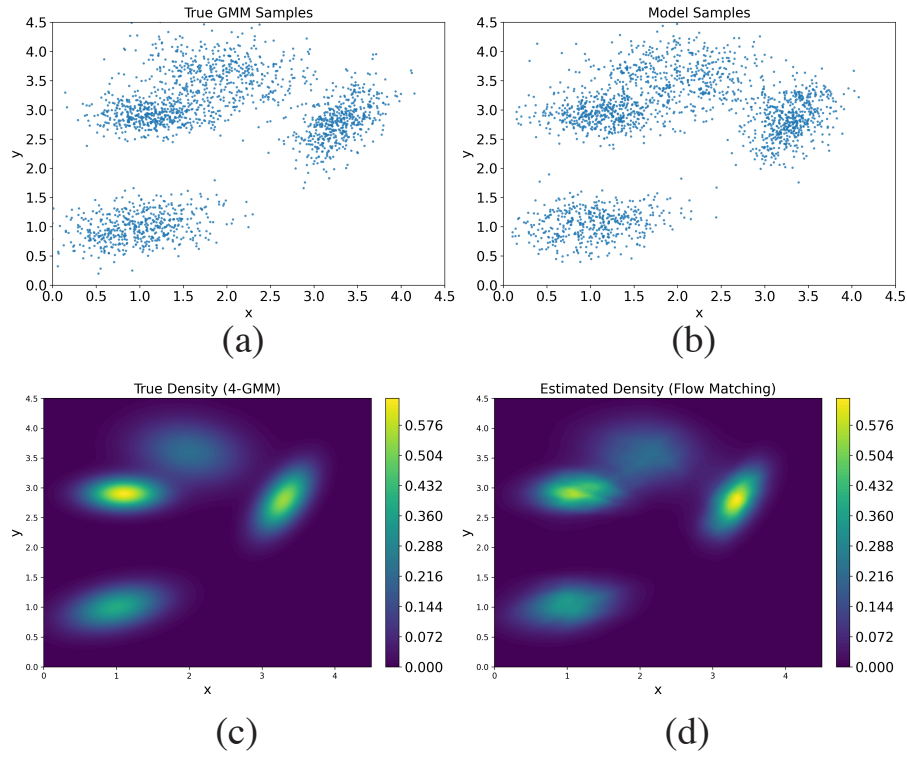 True GMM Samples
4.5
4.0
3.5
3.0
2.5
2.0
1.5
1.0
0.5
0.0
y
0.0 0.5 1.0 1.5 2.0 2.5 3.0 3.5 4.0 4.5
x
(a)
Model Samples
4.5
4.0
3.5
3.0
2.5
2.0
1.5
1.0
0.5
0.0
y
0.0 0.5 1.0 1.5 2.0 2.5 3.0 3.5 4.0 4.5
x
(b)
True Density (4-GMM)
4.5
4.0
3.5
3.0
2.5
2.0
1.5
1.0
0.5
0.0
y
0 1 2 3 4
x
0.576
0.504
0.432
0.360
0.288
0.216
0.144
0.072
0.000
(c)
Estimated Density (Flow Matching)
4.5
4.0
3.5
3.0
2.5
2.0
1.5
1.0
0.5
0.0
y
0 1 2 3 4
x
0.576
0.504
0.432
0.360
0.288
0.216
0.144
0.072
0.000
(d)